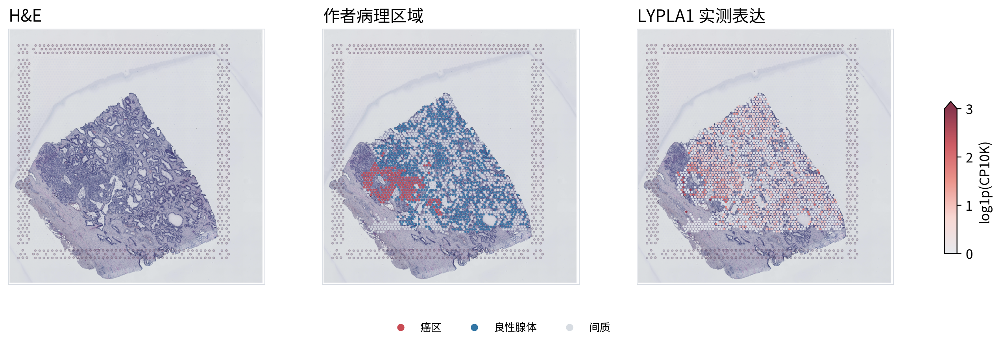 H&E
作者病理区域
LYPLA1 实测表达
3
2
1
0
log1p(CP10K)
癌区
良性腺体
间质